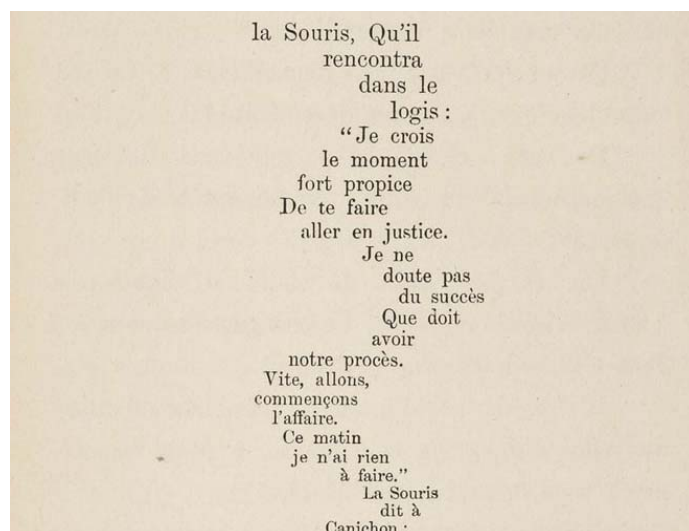 la Souris, Qu'il
rencontra
dans le
logis :
“Je crois
le moment
fort propice
De te faire
aller en justice.
Je ne
doute pas
du succès
Que doit
avoir
notre procès.
Vite, allons,
commençons
l'affaire.
Ce matin
je n'ai rien
à faire.”
La Souris
dit à
Canichon :